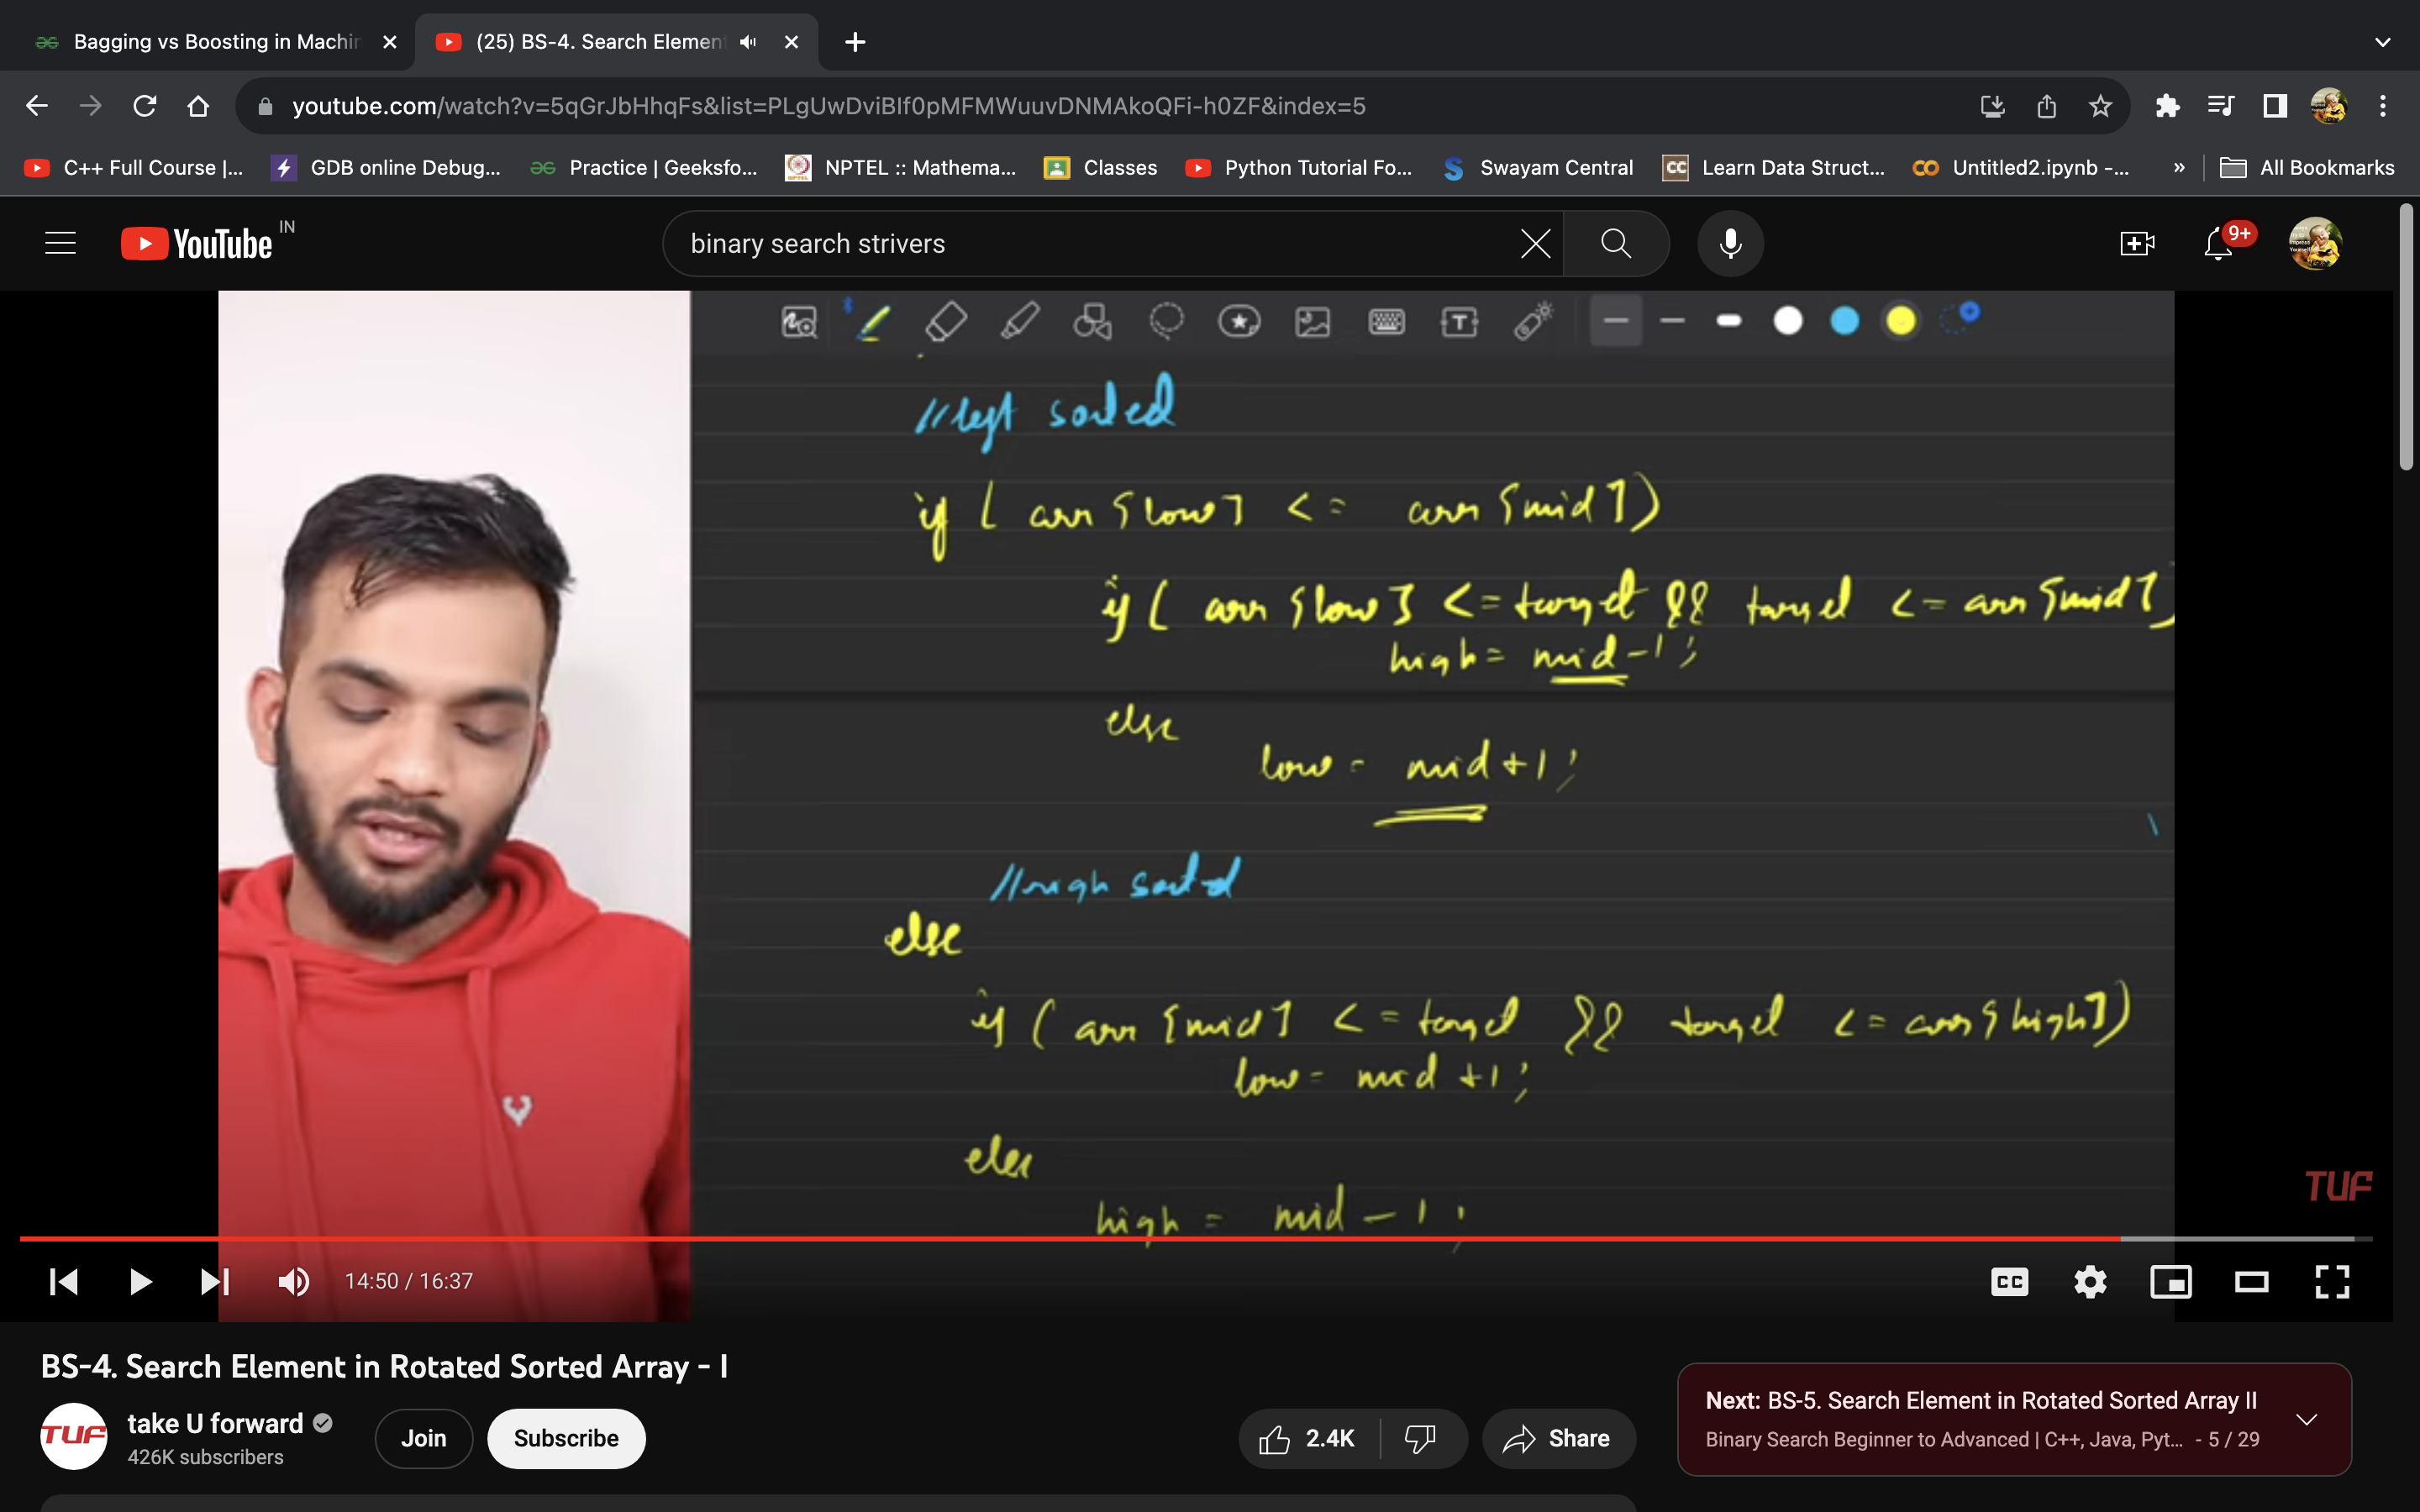 Bagging vs Boosting in Machin
(25) BS-4. Search Element
youtube.com/watch?v=5qGrJbHhqFs&list=PLgUwDviBIf0pMFMWuuvDNMAkoQFi-h0ZF&index=5
C++ Full Course |...
GDB online Debug...
Practice | Geeksfo...
NPTEL :: Mathema...
Classes
Python Tutorial Fo...
Swayam Central
CC Learn Data Struct...
CO Untitled2.ipynb -...
»
All Bookmarks
YouTube IN
binary search strivers
9+
//left sorted
if ( arr [low] <= arr [mid])
if ( arr [low] <= target && target <= arr [mid])
high = mid-1;
else
low = mid+1;
//righ sorted
else
if ( arr [mid] <= target && target <= arr [high])
low = mid+1;
else
high = mid-1;
TUF
14:50 / 16:37
CC
BS-4. Search Element in Rotated Sorted Array - I
TUF
take U forward
426K subscribers
Join
Subscribe
2.4K
Share
Next: BS-5. Search Element in Rotated Sorted Array II
Binary Search Beginner to Advanced | C++, Java, Pyt... - 5 / 29